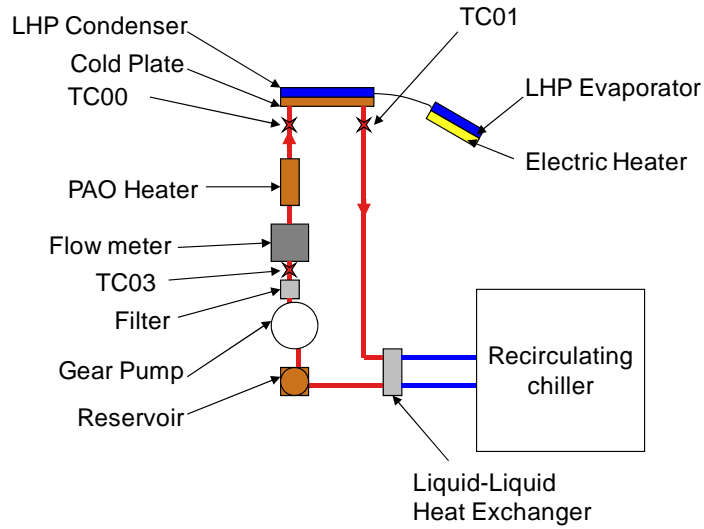 LHP Condenser
TC01
Cold Plate
TC00
LHP Evaporator
Electric Heater
PAO Heater
Flow meter
TC03
Filter
Gear Pump
Reservoir
Recirculating
chiller
Liquid-Liquid
Heat Exchanger